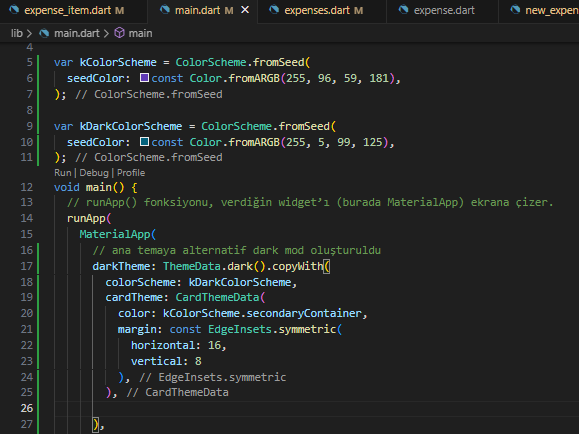 expense_item.dart M main.dart M expenses.dart M expense.dart new_expen
lib > main.dart > main
4
5 var kColorScheme = ColorScheme.fromSeed(
6 seedColor: const Color.fromARGB(255, 96, 59, 181),
7 ); // ColorScheme.fromSeed
8
9 var kDarkColorScheme = ColorScheme.fromSeed(
10 seedColor: const Color.fromARGB(255, 5, 99, 125),
11 ); // ColorScheme.fromSeed
Run | Debug | Profile
12 void main() {
13 // runApp() fonksiyonu, verdiğin widget’ı (burada MaterialApp) ekrana çizer.
14 runApp(
15 MaterialApp(
16 // ana temaya alternatif dark mod oluşturuldu
17 darkTheme: ThemeData.dark().copyWith(
18 colorScheme: kDarkColorScheme,
19 cardTheme: CardThemeData(
20 color: kColorScheme.secondaryContainer,
21 margin: const EdgeInsets.symmetric(
22 horizontal: 16,
23 vertical: 8
24 ), // EdgeInsets.symmetric
25 ), // CardThemeData
26
27 ),